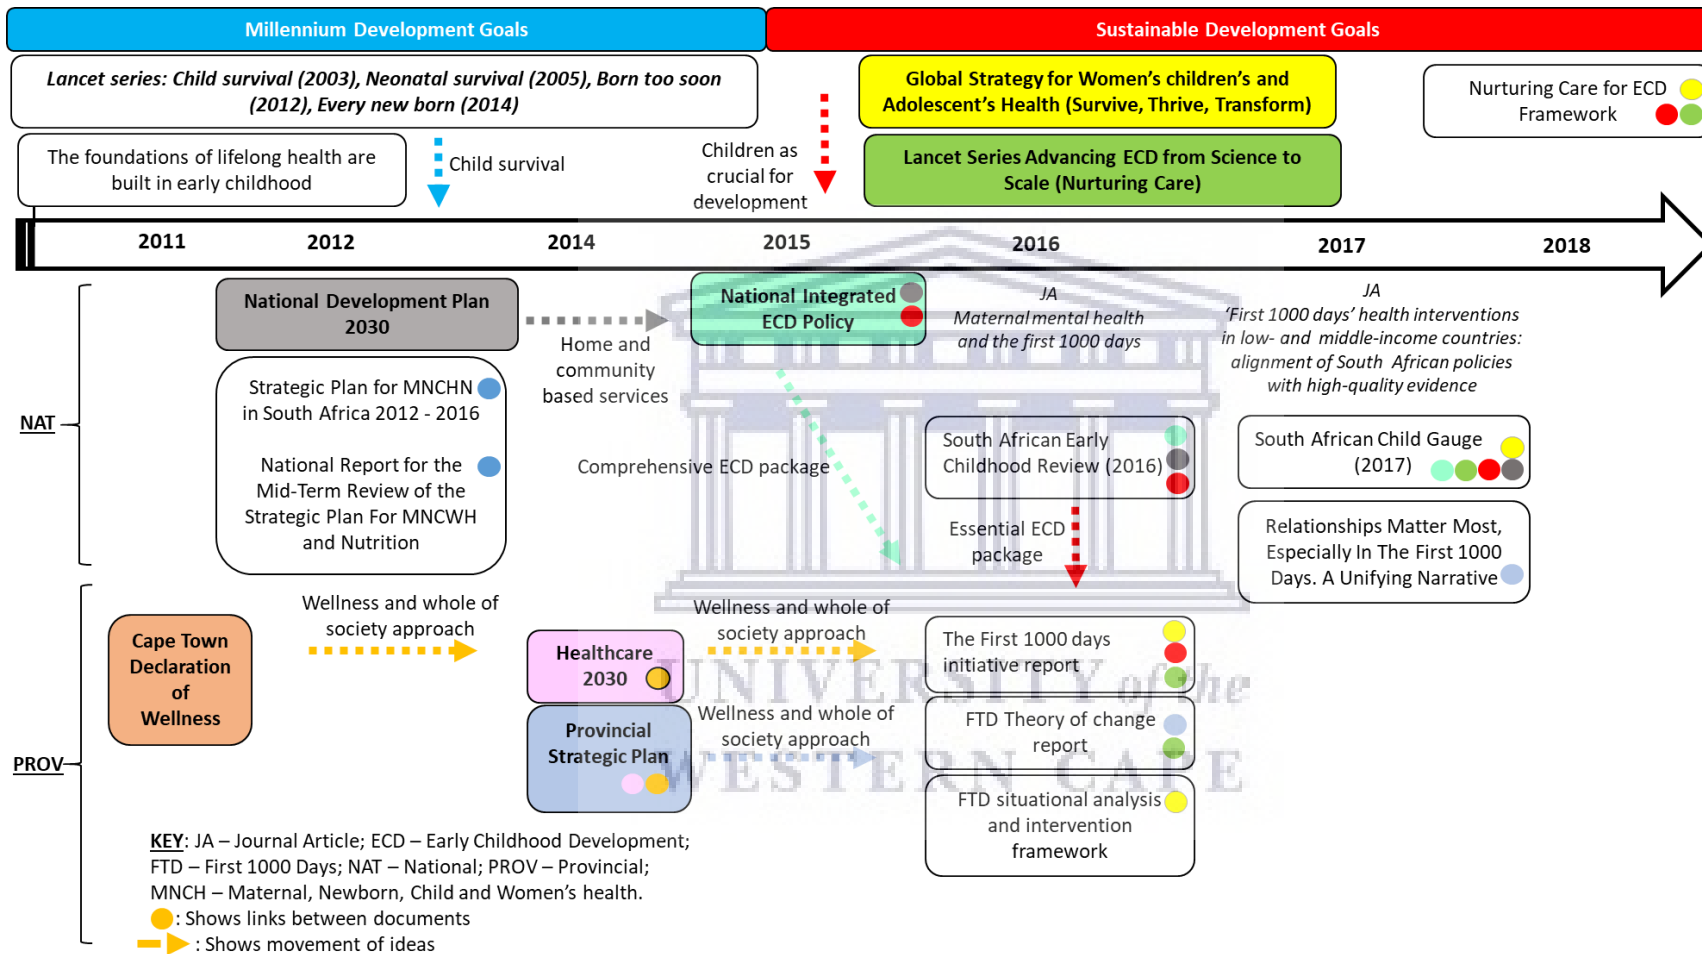 Millennium Development Goals
Sustainable Development Goals
Lancet series: Child survival (2003), Neonatal survival (2005), Born too soon
(2012), Every new born (2014)
Global Strategy for Women's children's and
Adolescent's Health (Survive, Thrive, Transform)
Nurturing Care for ECD
Framework
The foundations of lifelong health are
built in early childhood
Child survival
Children as
crucial for
development
Lancet Series Advancing ECD from Science to
Scale (Nurturing Care)
2011
2012
2014
2015
2016
2017
2018
NAT
National Development Plan
2030
Home and
community
based services
National Integrated
ECD Policy
JA
Maternal mental health
and the first 1000 days
JA
'First 1000 days' health interventions
in low- and middle-income countries:
alignment of South African policies
with high-quality evidence
Strategic Plan for MNCHN
in South Africa 2012 - 2016
National Report for the
Mid-Term Review of the
Strategic Plan For MNCWH
and Nutrition
Comprehensive ECD package
South African Early
Childhood Review (2016)
South African Child Gauge
(2017)
Essential ECD
package
Relationships Matter Most,
Especially In The First 1000
Days. A Unifying Narrative
PROV
Cape Town
Declaration
of
Wellness
Wellness and whole of
society approach
Healthcare
2030
Wellness and whole of
society approach
The First 1000 days
initiative report
Provincial
Strategic Plan
Wellness and whole of
society approach
FTD Theory of change
report
FTD situational analysis
and intervention
framework
UNIVERSITY of the
WESTERN CAPE
KEY: JA – Journal Article; ECD – Early Childhood Development;
FTD – First 1000 Days; NAT – National; PROV – Provincial;
MNCH – Maternal, Newborn, Child and Women's health.
: Shows links between documents
: Shows movement of ideas